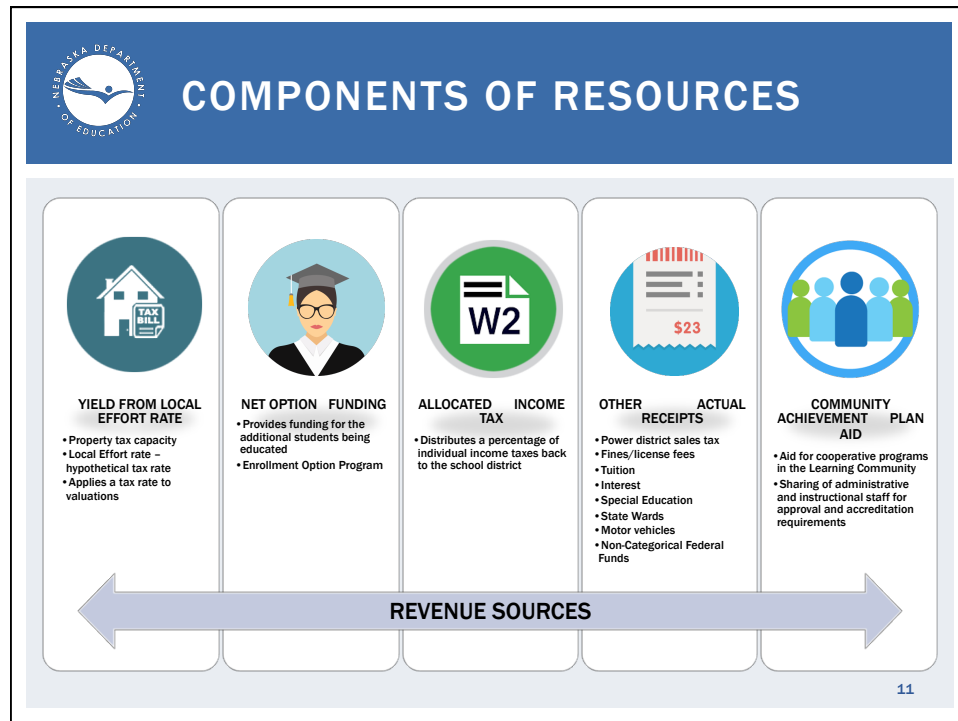 NEBRASKA DEPARTMENT
OF EDUCATION
COMPONENTS OF RESOURCES
TAX
BILL
YIELD FROM LOCAL
EFFORT RATE
•Property tax capacity
•Local Effort rate –
hypothetical tax rate
•Applies a tax rate to
valuations
NET OPTION FUNDING
•Provides funding for the
additional students being
educated
•Enrollment Option Program
W2
ALLOCATED INCOME
TAX
•Distributes a percentage of
individual income taxes back
to the school district
$23
OTHER ACTUAL
RECEIPTS
•Power district sales tax
•Fines/license fees
•Tuition
•Interest
•Special Education
•State Wards
•Motor vehicles
•Non-Categorical Federal
Funds
COMMUNITY
ACHIEVEMENT PLAN
AID
•Aid for cooperative programs
in the Learning Community
•Sharing of administrative
and instructional staff for
approval and accreditation
requirements
REVENUE SOURCES
11